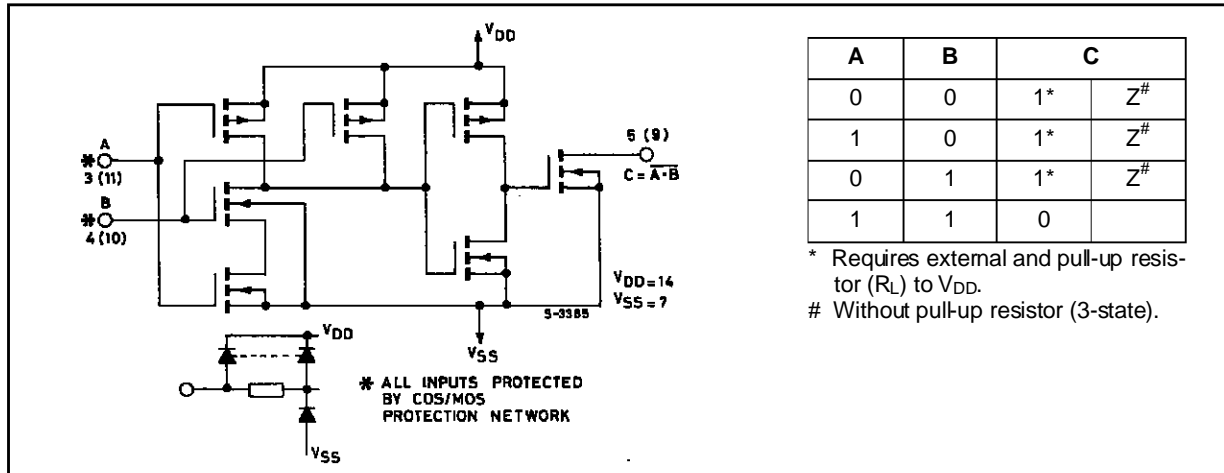 VDD
A
3 (11)
B
4 (10)
6 (9)
C = A·B
VDD = 14
VSS = ?
S-3385
VSS
VDD
VSS
* ALL INPUTS PROTECTED
BY COS/MOS
PROTECTION NETWORK
A B C
0 0 1* Z#
1 0 1* Z#
0 1 1* Z#
1 1 0
* Requires external and pull-up resis-
tor (RL) to VDD.
# Without pull-up resistor (3-state).